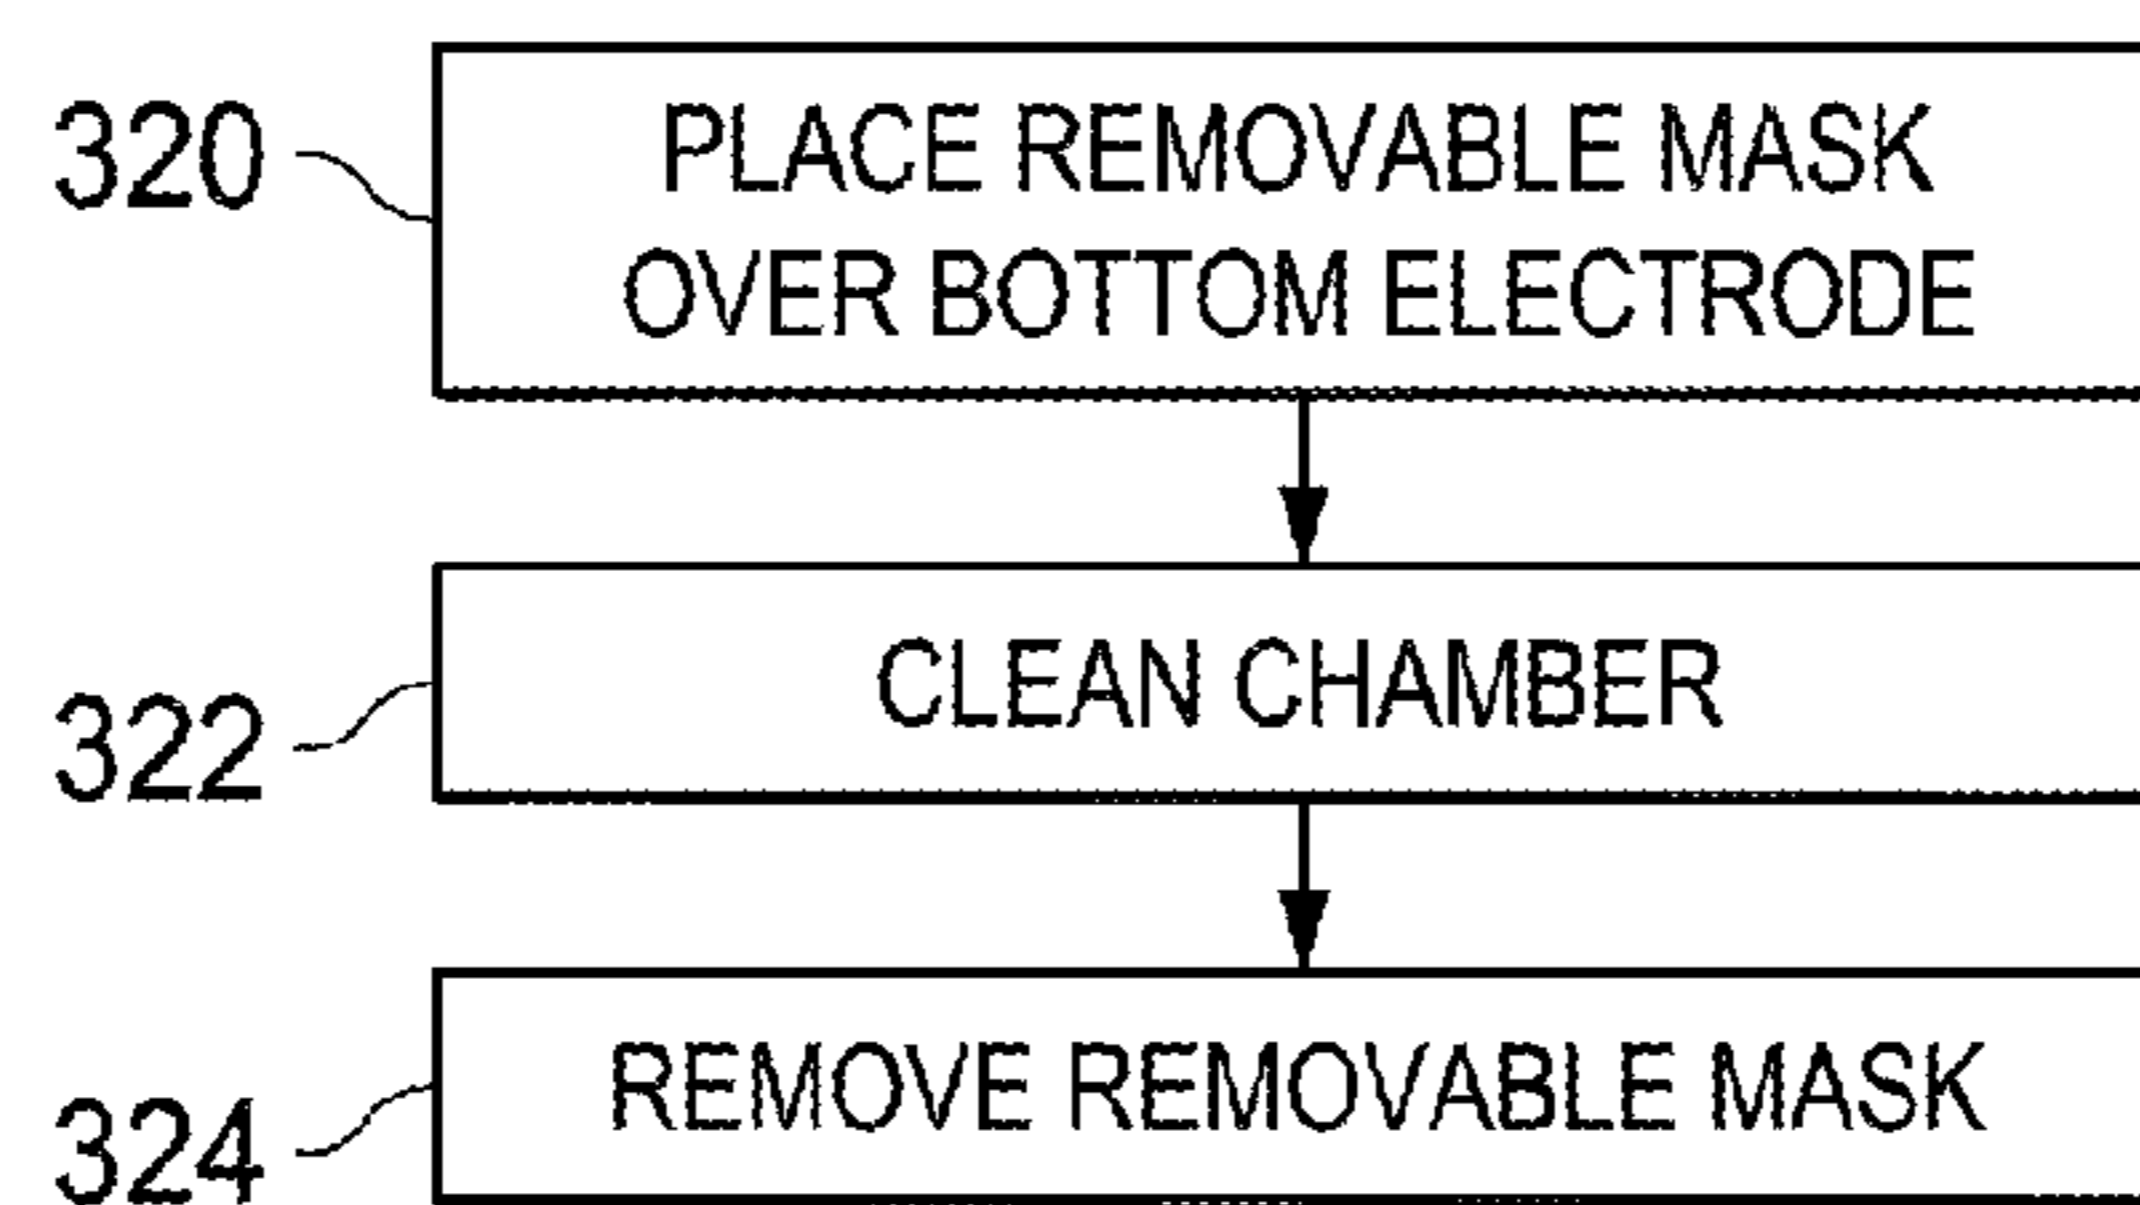 320
PLACE REMOVABLE MASK
OVER BOTTOM ELECTRODE
322
CLEAN CHAMBER
324
REMOVE REMOVABLE MASK